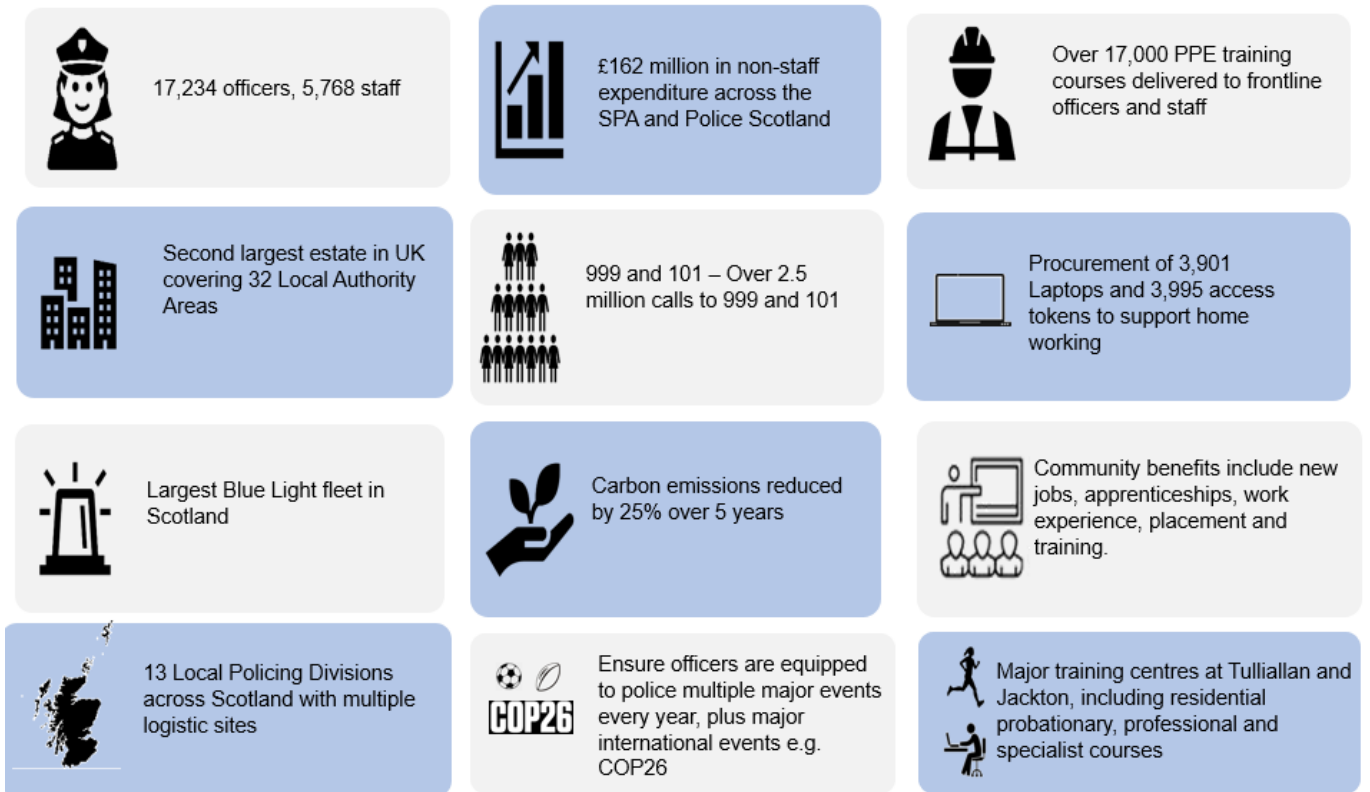 17,234 officers, 5,768 staff
£162 million in non-staff
expenditure across the
SPA and Police Scotland
Over 17,000 PPE training
courses delivered to frontline
officers and staff
Second largest estate in UK
covering 32 Local Authority
Areas
999 and 101 – Over 2.5
million calls to 999 and 101
Procurement of 3,901
Laptops and 3,995 access
tokens to support home
working
Largest Blue Light fleet in
Scotland
Carbon emissions reduced
by 25% over 5 years
Community benefits include new
jobs, apprenticeships, work
experience, placement and
training.
13 Local Policing Divisions
across Scotland with multiple
logistic sites
COP26
Ensure officers are equipped
to police multiple major events
every year, plus major
international events e.g.
COP26
Major training centres at Tulliallan and
Jackton, including residential
probationary, professional and
specialist courses